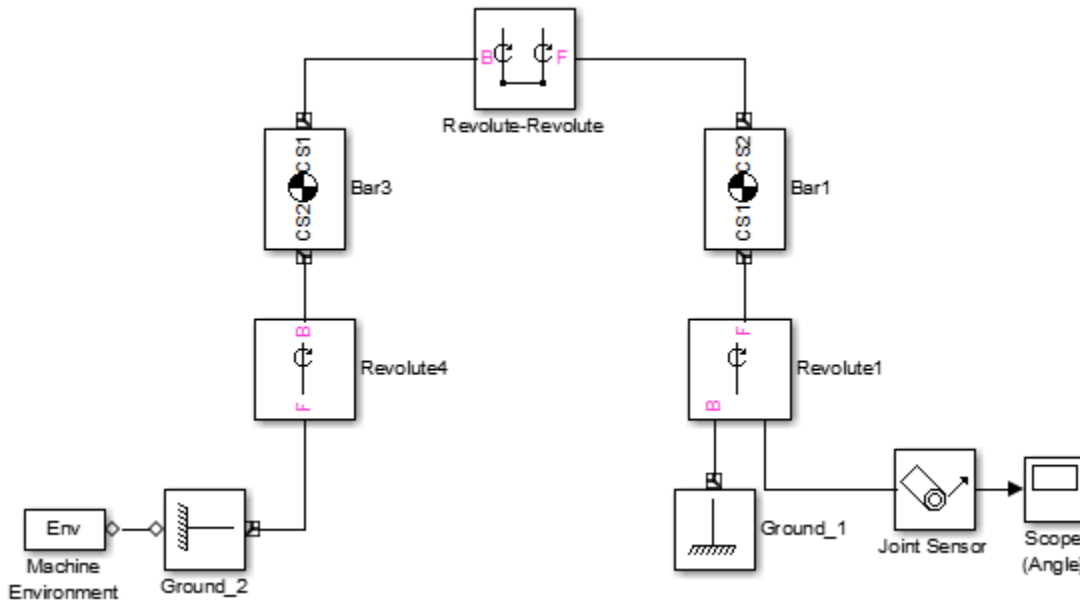 B F
Revolute-Revolute
CS1
CS2
Bar3
CS2
CS1
Bar1
B
F
Revolute4
F
B
Revolute1
Env
Machine
Environment
Ground_2
Ground_1
Joint Sensor
Scope
(Angle)